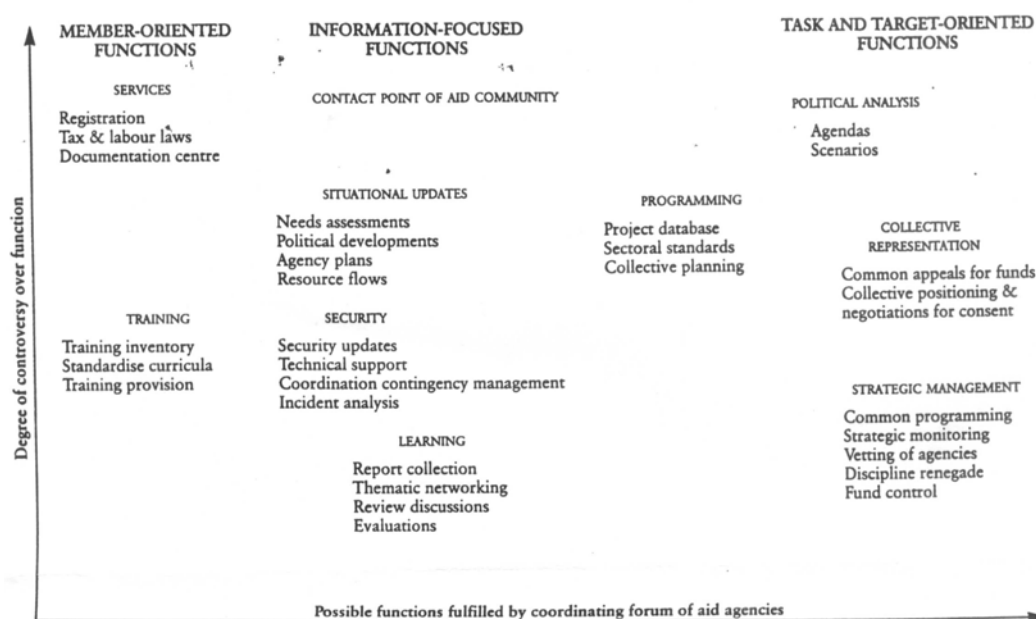 MEMBER-ORIENTED
FUNCTIONS
SERVICES
Registration
Tax & labour laws
Documentation centre
TRAINING
Training inventory
Standardise curricula
Training provision
INFORMATION-FOCUSED
FUNCTIONS
CONTACT POINT OF AID COMMUNITY
SITUATIONAL UPDATES
Needs assessments
Political developments
Agency plans
Resource flows
SECURITY
Security updates
Technical support
Coordination contingency management
Incident analysis
LEARNING
Report collection
Thematic networking
Review discussions
Evaluations
PROGRAMMING
Project database
Sectoral standards
Collective planning
TASK AND TARGET-ORIENTED
FUNCTIONS
POLITICAL ANALYSIS
Agendas
Scenarios
COLLECTIVE
REPRESENTATION
Common appeals for funds
Collective positioning &
negotiations for consent
STRATEGIC MANAGEMENT
Common programming
Strategic monitoring
Vetting of agencies
Discipline renegade
Fund control
Degree of controversy over function
Possible functions fulfilled by coordinating forum of aid agencies